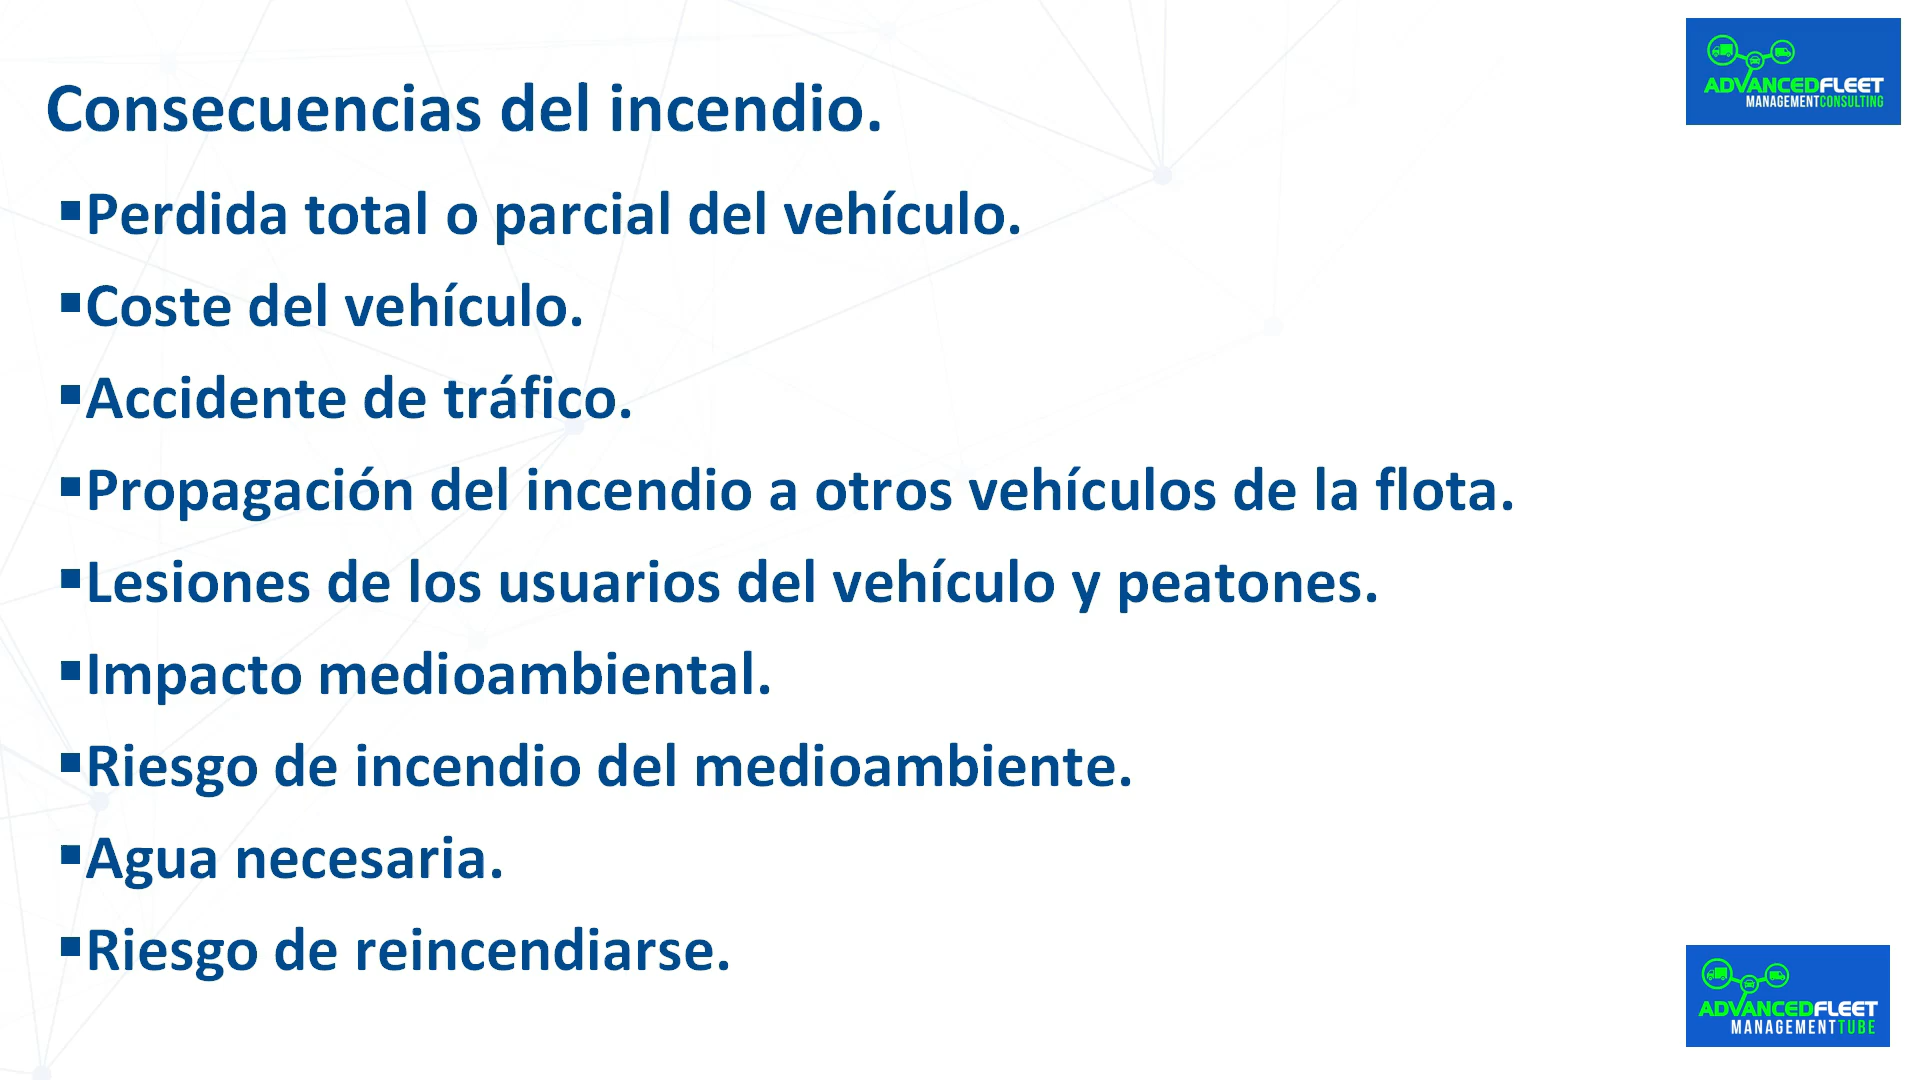 Consecuencias del incendio.
▪Perdida total o parcial del vehículo.
▪Coste del vehículo.
▪Accidente de tráfico.
▪Propagación del incendio a otros vehículos de la flota.
▪Lesiones de los usuarios del vehículo y peatones.
▪Impacto medioambiental.
▪Riesgo de incendio del medioambiente.
▪Agua necesaria.
▪Riesgo de reincendiarse.
ADVANCEDFLEET
MANAGEMENTCONSULTING
ADVANCEDFLEET
MANAGEMENTTUBE